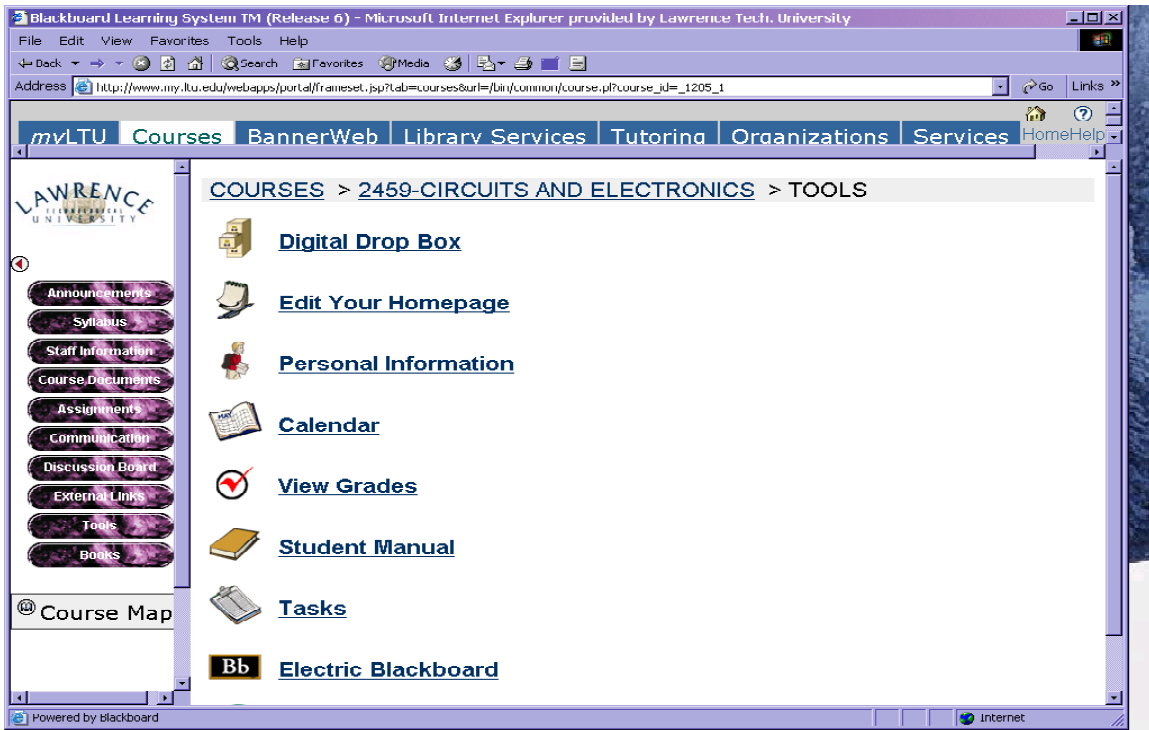 Blackboard Learning System TM (Release 6) - Microsoft Internet Explorer provided by Lawrence Tech. University
File Edit View Favorites Tools Help
Back Search Favorites Media
Address http://www.my.ltu.edu/webapps/portal/frameset.jsp?tab=courses&url=/bin/common/course.pl?course_id=_1205_1 Go Links »
myLTU Courses BannerWeb Library Services Tutoring Organizations Services Home Help
LAWRENCE
TECHNOLOGICAL
UNIVERSITY
COURSES > 2459-CIRCUITS AND ELECTRONICS > TOOLS
Announcements
Syllabus
Staff Information
Course Documents
Assignments
Communication
Discussion Board
External Links
Tools
Books
Course Map
Digital Drop Box
Edit Your Homepage
Personal Information
MAY
Calendar
View Grades
Student Manual
Tasks
Bb
Electric Blackboard
Powered by Blackboard Internet